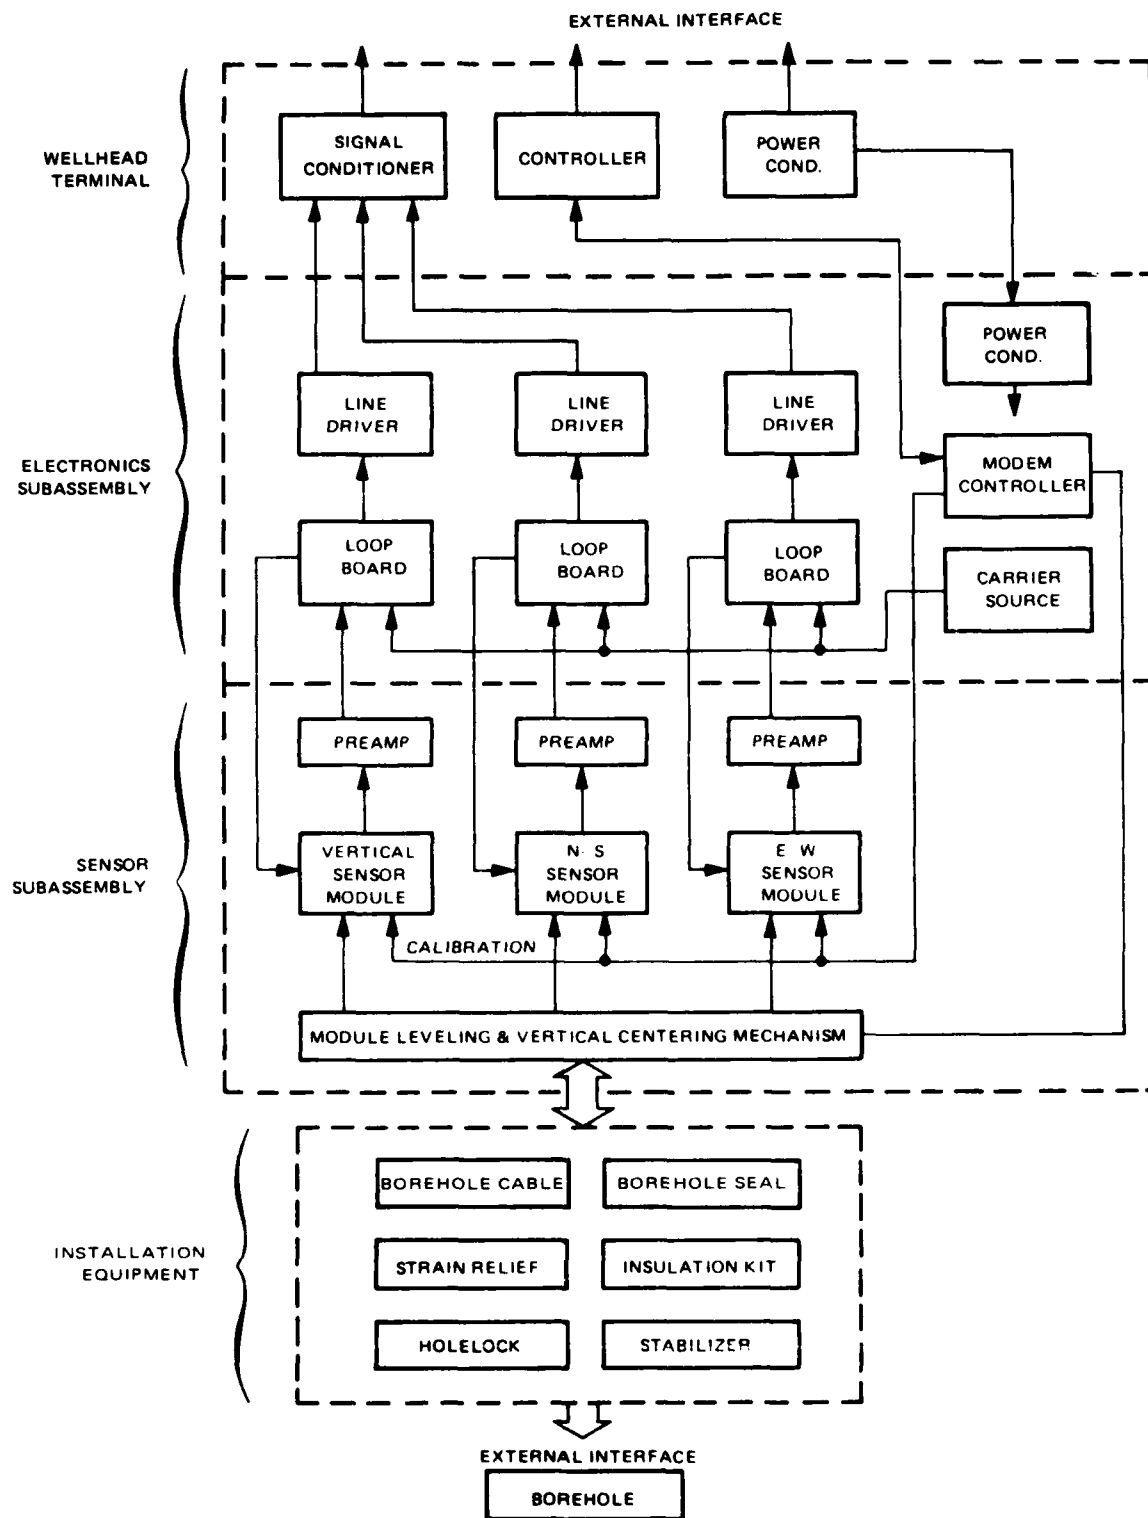 EXTERNAL INTERFACE
WELLHEAD
TERMINAL
SIGNAL
CONDITIONER
CONTROLLER
POWER
COND.
ELECTRONICS
SUBASSEMBLY
POWER
COND.
LINE
DRIVER
LINE
DRIVER
LINE
DRIVER
MODEM
CONTROLLER
LOOP
BOARD
LOOP
BOARD
LOOP
BOARD
CARRIER
SOURCE
SENSOR
SUBASSEMBLY
PREAMP
PREAMP
PREAMP
VERTICAL
SENSOR
MODULE
N-S
SENSOR
MODULE
E W
SENSOR
MODULE
CALIBRATION
MODULE LEVELING & VERTICAL CENTERING MECHANISM
INSTALLATION
EQUIPMENT
BOREHOLE CABLE
BOREHOLE SEAL
STRAIN RELIEF
INSULATION KIT
HOLELOCK
STABILIZER
EXTERNAL INTERFACE
BOREHOLE